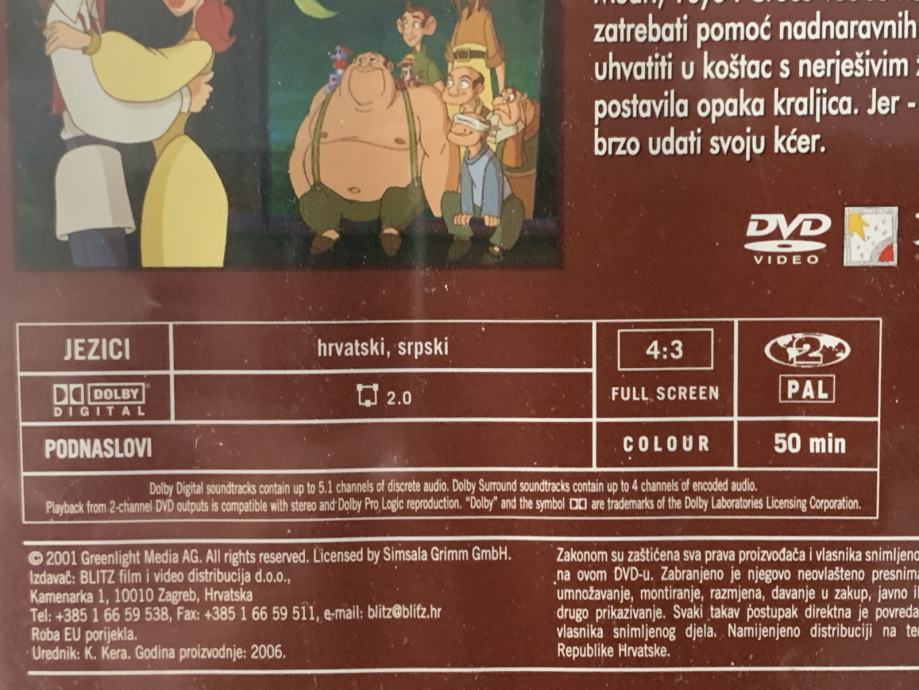 zatrebati pomoć nadnaravnih
uhvatiti u koštac s nerješivim
postavila opaka kraljica. Jer -
brzo udati svoju kćer.
DVD
VIDEO
JEZICI
hrvatski, srpski
4:3
2
DOLBY
DIGITAL
2.0
FULL SCREEN
PAL
PODNASLOVI
COLOUR
50 min
Dolby Digital soundtracks contain up to 5.1 channels of discrete audio. Dolby Surround soundtracks contain up to 4 channels of encoded audio.
Playback from 2-channel DVD outputs is compatible with stereo and Dolby Pro Logic reproduction. "Dolby" and the symbol are trademarks of the Dolby Laboratories Licensing Corporation.
© 2001 Greenlight Media AG. All rights reserved. Licensed by Simsala Grimm GmbH.
Izdavač: BLITZ film i video distribucija d.o.o.,
Kamenarka 1, 10010 Zagreb, Hrvatska
Tel: +385 1 66 59 538, Fax: +385 1 66 59 511, e-mail: blitz@blitz.hr
Roba EU porijekla.
Urednik: K. Kera. Godina proizvodnje: 2006.
Zakonom su zaštićena sva prava proizvođača i vlasnika snimljeno
na ovom DVD-u. Zabranjeno je njegovo neovlašteno presnima
umnožavanje, montiranje, razmjena, davanje u zakup, javno il
drugo prikazivanje. Svaki takav postupak direktna je povreda
vlasnika snimljenog djela. Namijenjeno distribuciji na te
Republike Hrvatske.